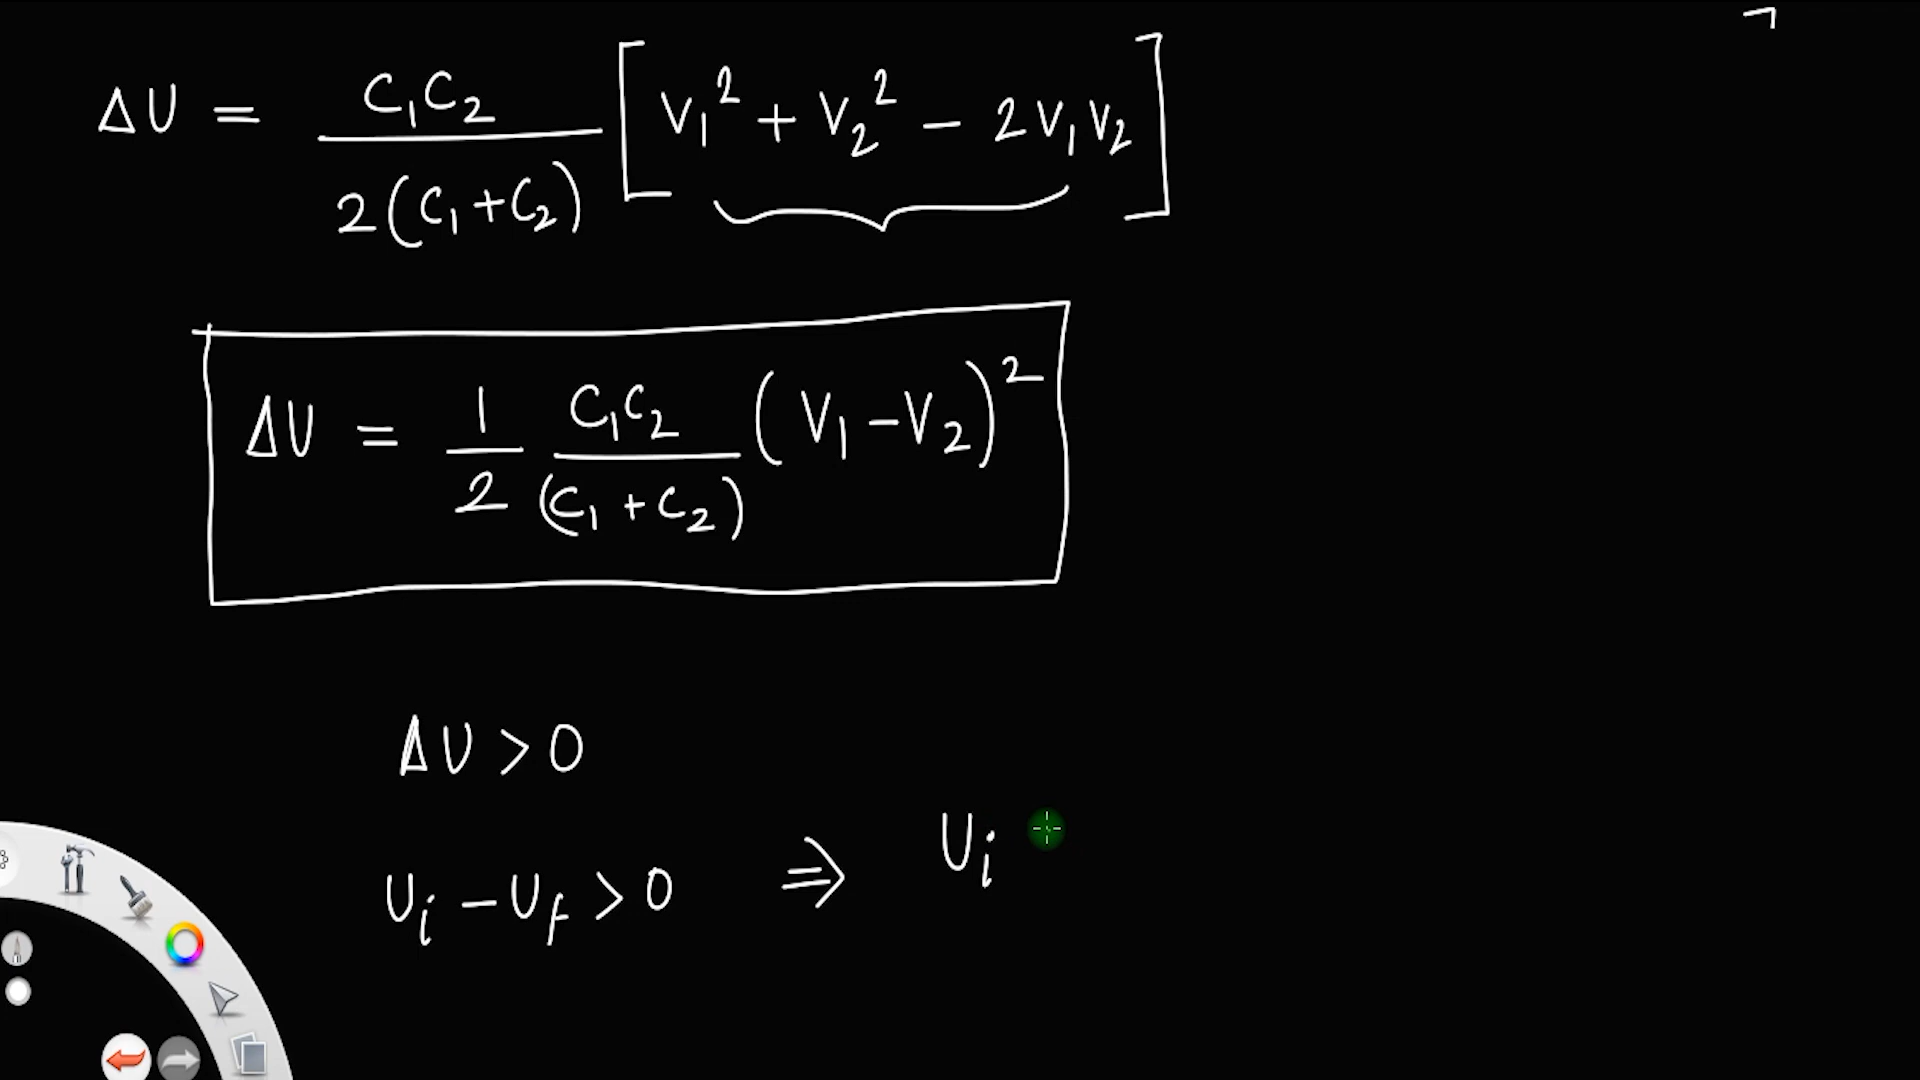 ΔU = C₁C₂ / 2(C₁+C₂) [V₁² + V₂² − 2V₁V₂]
ΔU = 1/2 C₁C₂/(C₁+C₂) (V₁−V₂)²
ΔU > 0
Uᵢ − U_f > 0 ⇒ Uᵢ